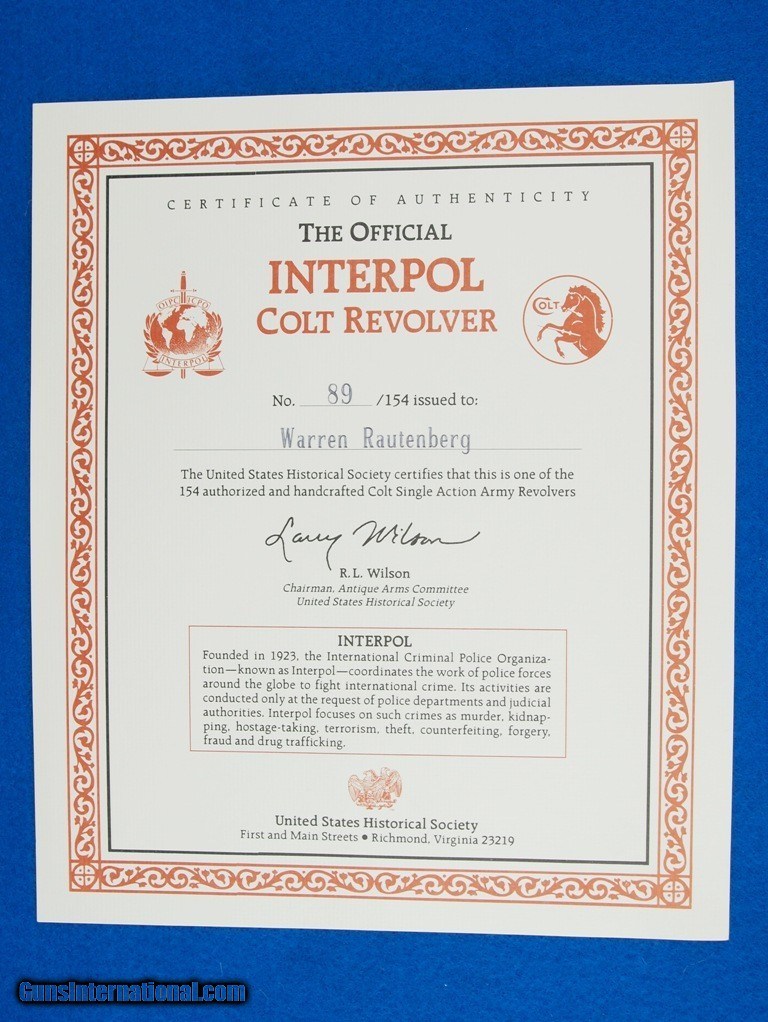 CERTIFICATE OF AUTHENTICITY
THE OFFICIAL
INTERPOL
COLT REVOLVER
OIPC ICPO
INTERPOL
COLT
No. 89 /154 issued to:
Warren Rautenberg
The United States Historical Society certifies that this is one of the
154 authorized and handcrafted Colt Single Action Army Revolvers
Larry Wilson
R.L. Wilson
Chairman, Antique Arms Committee
United States Historical Society
INTERPOL
Founded in 1923, the International Criminal Police Organiza-
tion—known as Interpol—coordinates the work of police forces
around the globe to fight international crime. Its activities are
conducted only at the request of police departments and judicial
authorities. Interpol focuses on such crimes as murder, kidnap-
ping, hostage-taking, terrorism, theft, counterfeiting, forgery,
fraud and drug trafficking.
United States Historical Society
First and Main Streets ● Richmond, Virginia 23219
GunsInternational.com